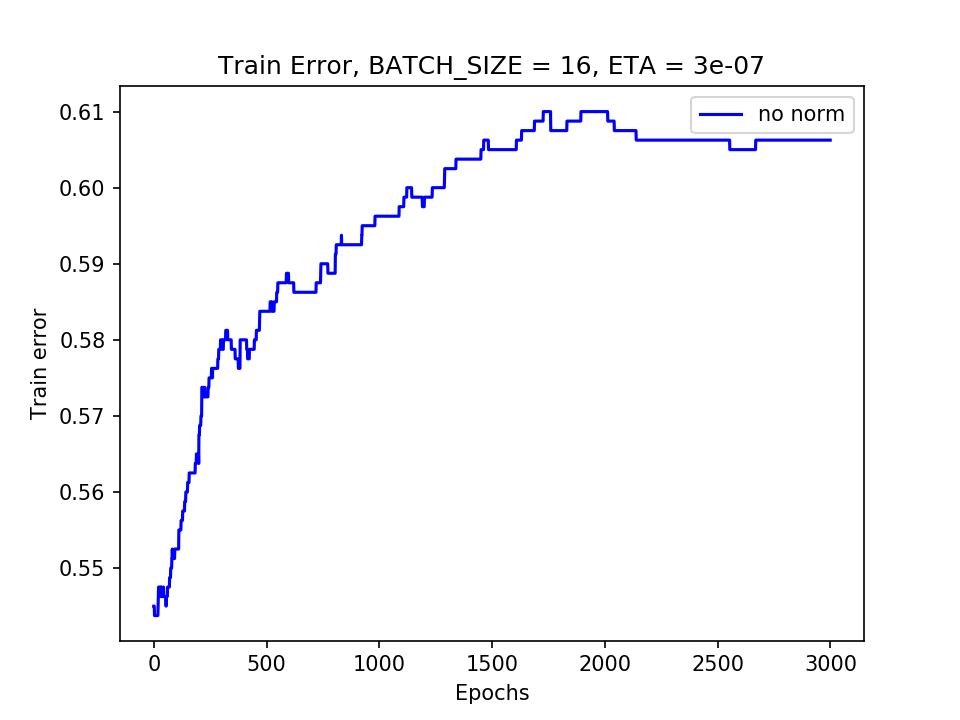 Train Error, BATCH_SIZE = 16, ETA = 3e-07
no norm
0.61
0.60
0.59
0.58
0.57
0.56
0.55
Train error
0 500 1000 1500 2000 2500 3000
Epochs